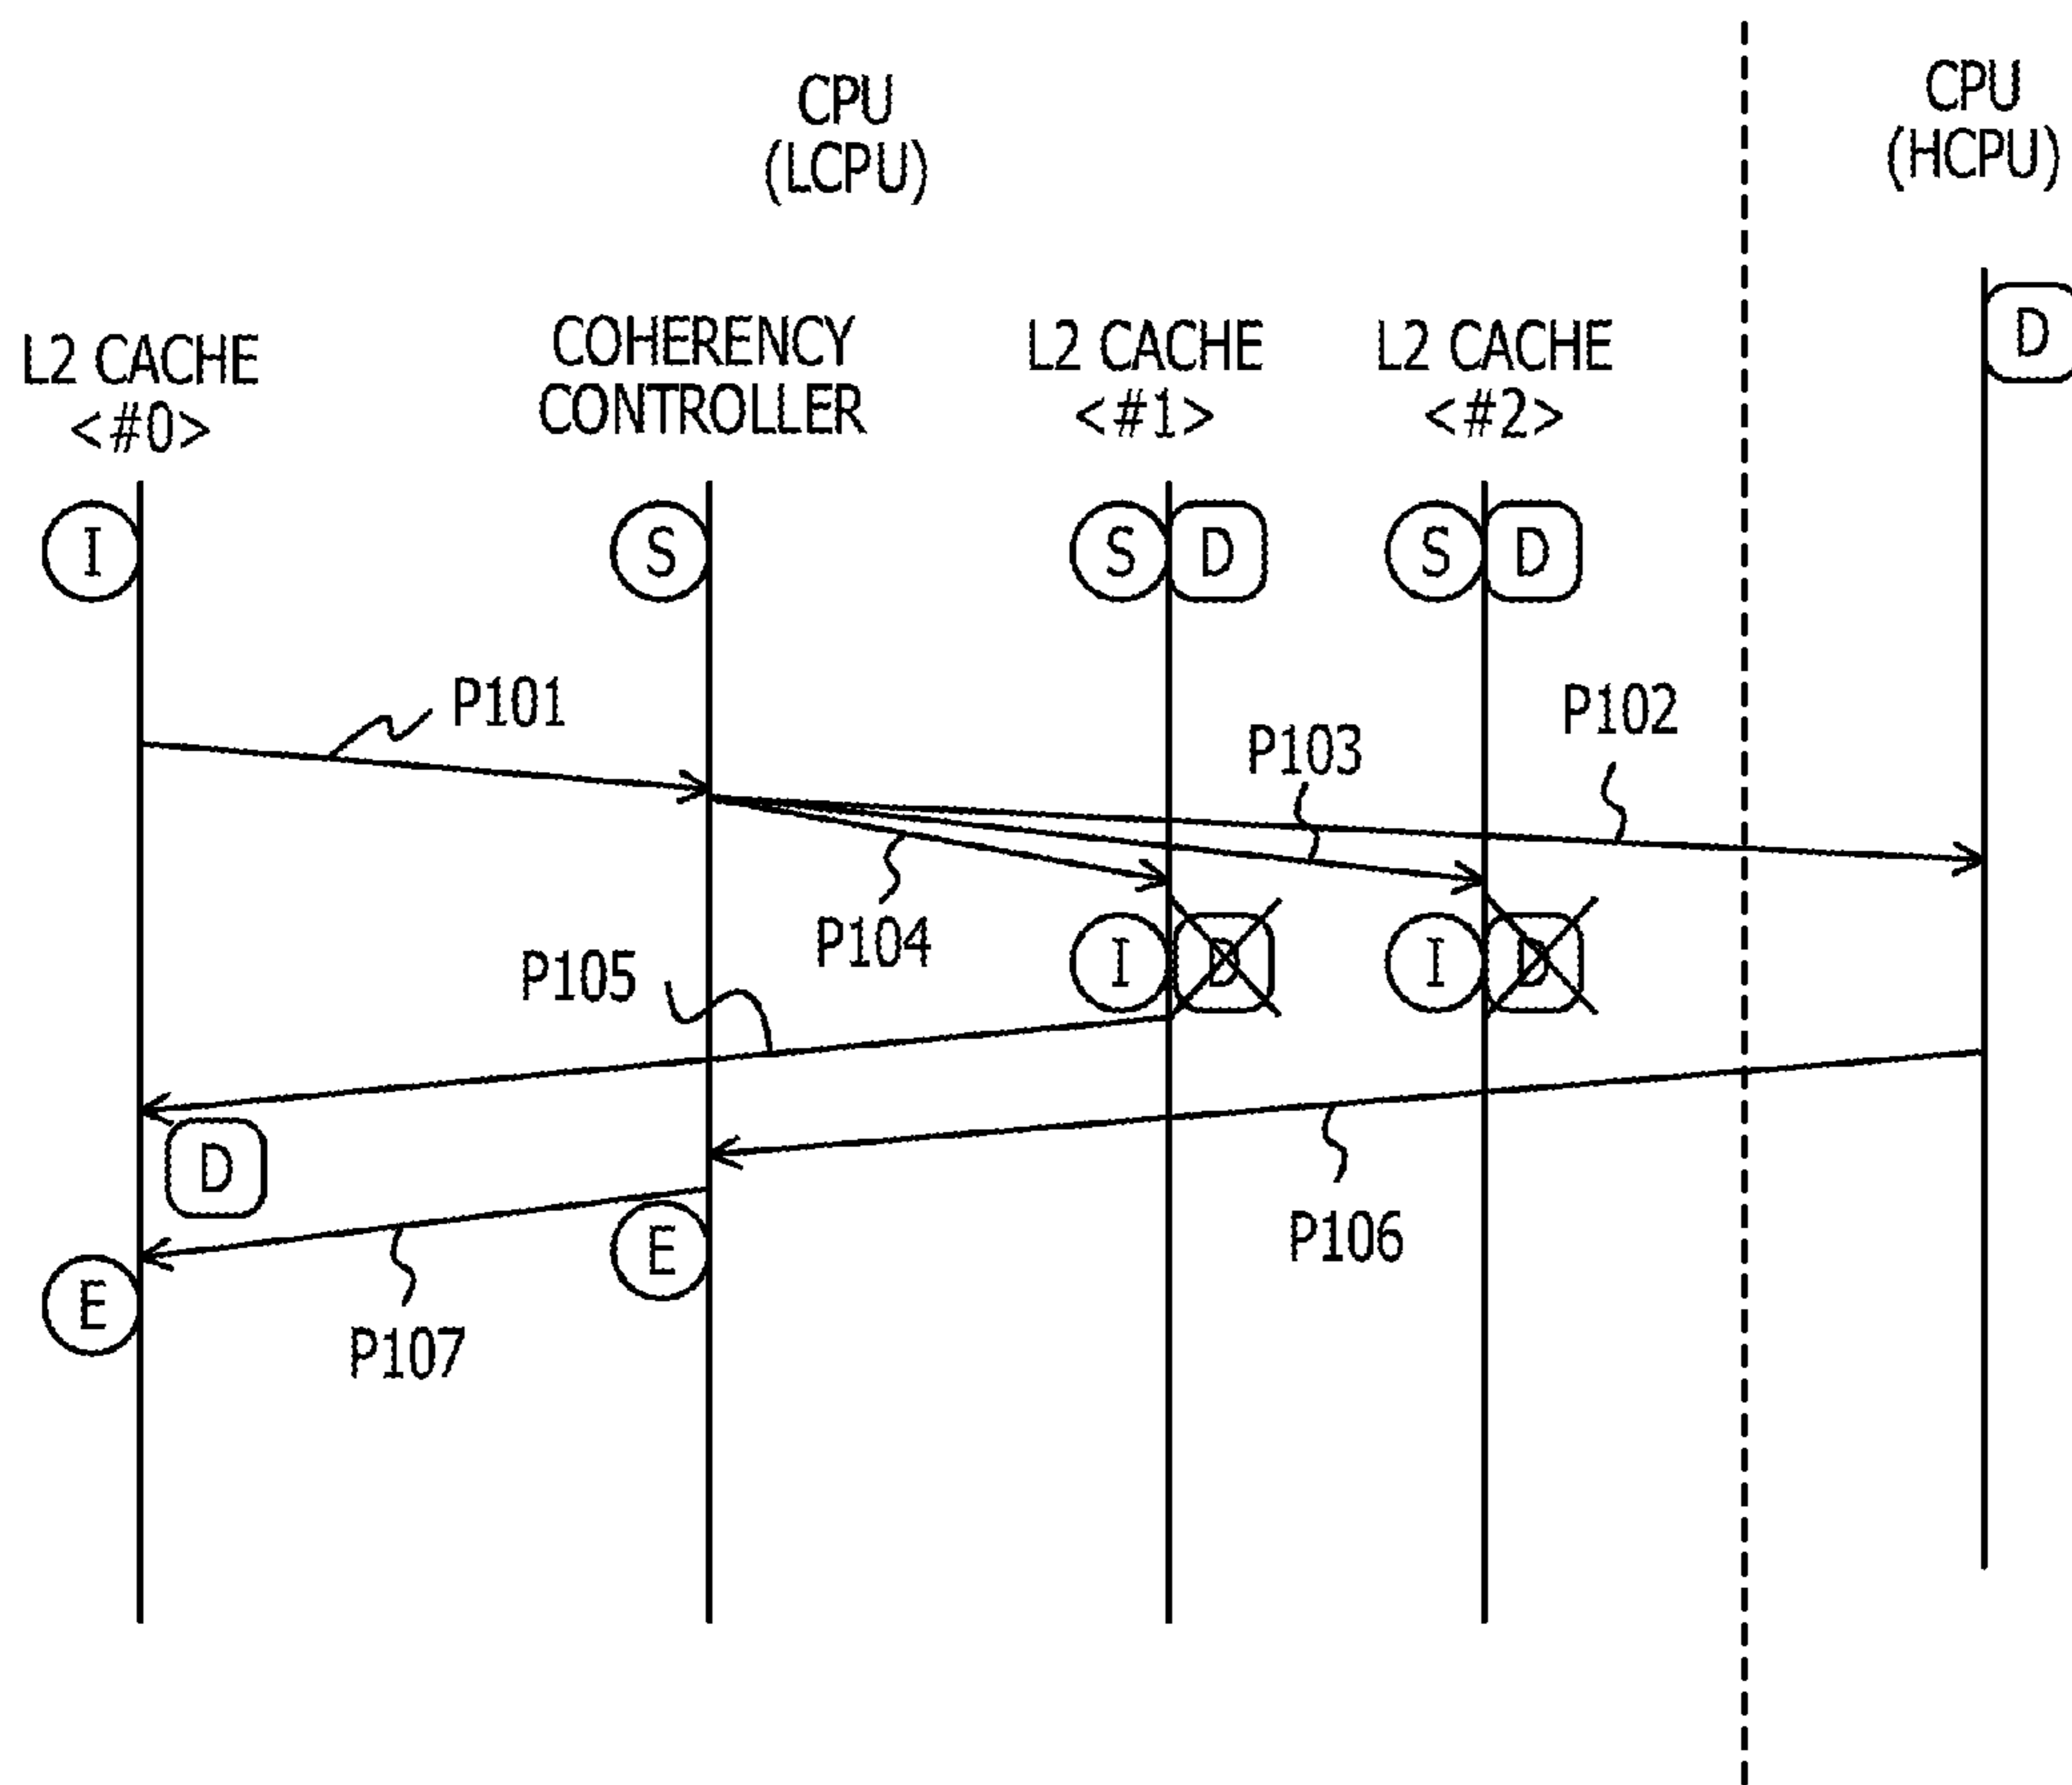 CPU
(LCPU)
CPU
(HCPU)
D
L2 CACHE
<#0>
COHERENCY
CONTROLLER
L2 CACHE
<#1>
L2 CACHE
<#2>
I
S
S
D
S
D
P101
P102
P103
P104
I
D
I
D
P105
D
E
P106
E
P107